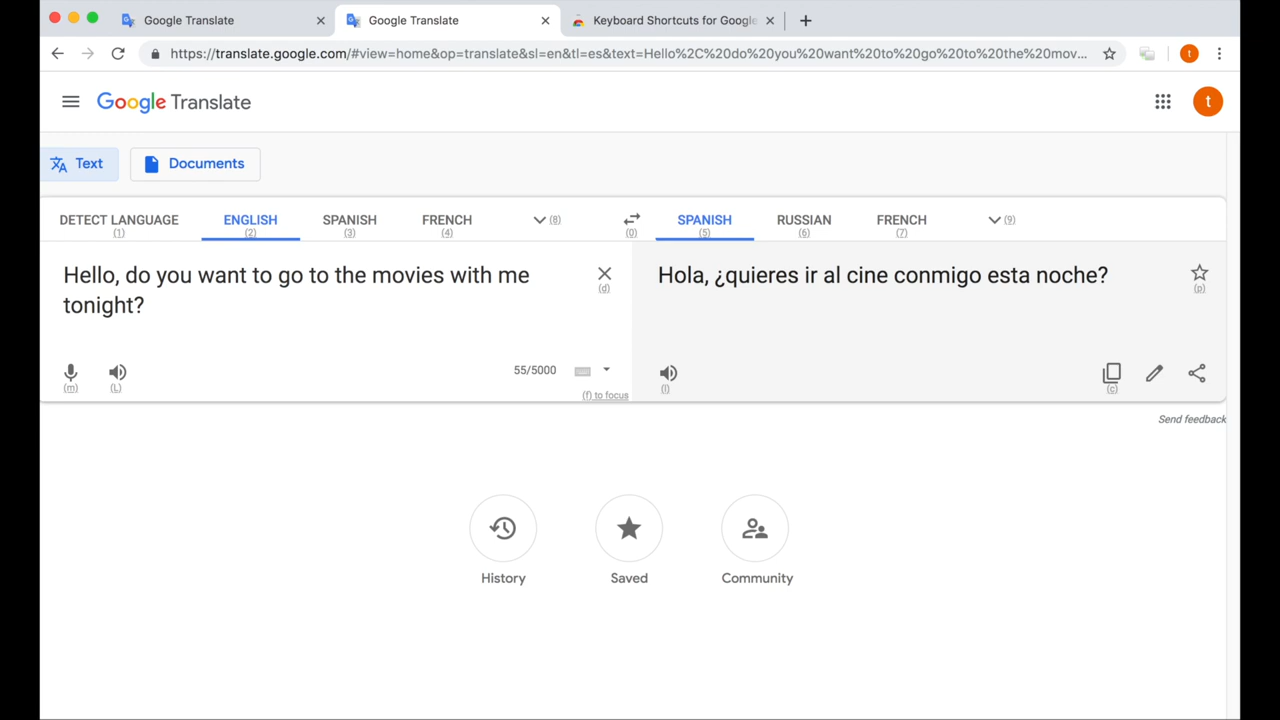 Google Translate
Google Translate
Keyboard Shortcuts for Google
https://translate.google.com/#view=home&op=translate&sl=en&tl=es&text=Hello%2C%20do%20you%20want%20to%20go%20to%20the%20mov...
t
Google Translate
t
Text
Documents
DETECT LANGUAGE ENGLISH SPANISH FRENCH (8) SPANISH RUSSIAN FRENCH (9)
(1) (2) (3) (4) (0) (5) (6) (7)
Hello, do you want to go to the movies with me
tonight?
(d)
Hola, ¿quieres ir al cine conmigo esta noche?
(p)
55/5000
(m) (L) (f) to focus
(l) (c)
Send feedback
History Saved Community